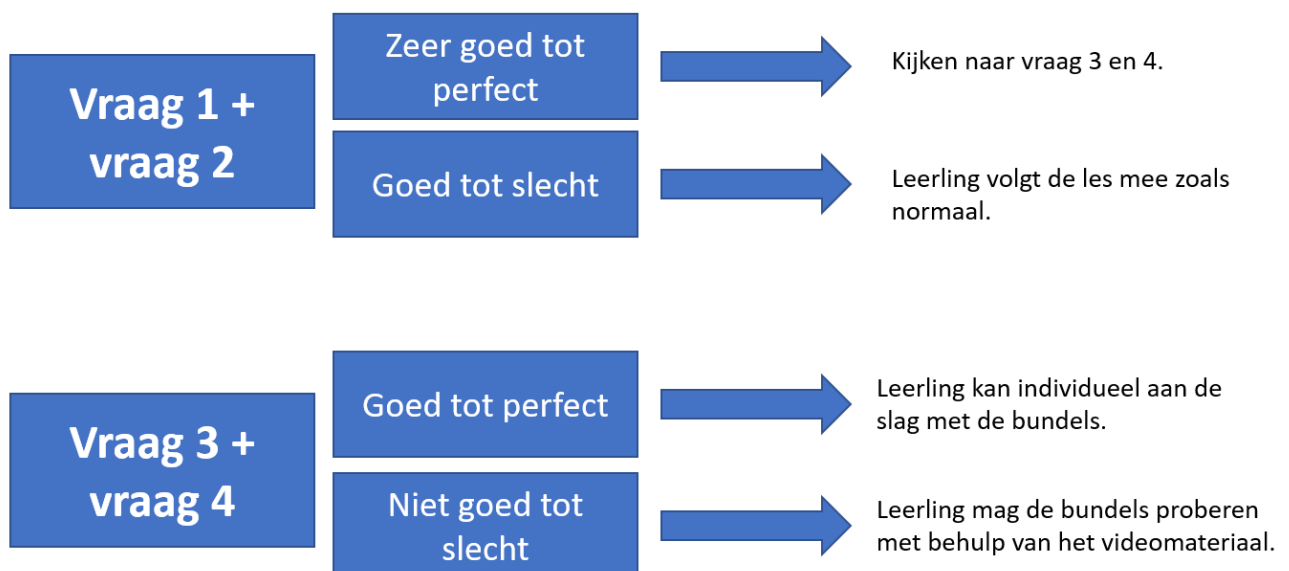 Vraag 1 +
vraag 2
Zeer goed tot
perfect
Kijken naar vraag 3 en 4.
Goed tot slecht
Leerling volgt de les mee zoals
normaal.
Vraag 3 +
vraag 4
Goed tot perfect
Leerling kan individueel aan de
slag met de bundels.
Niet goed tot
slecht
Leerling mag de bundels proberen
met behulp van het videomateriaal.